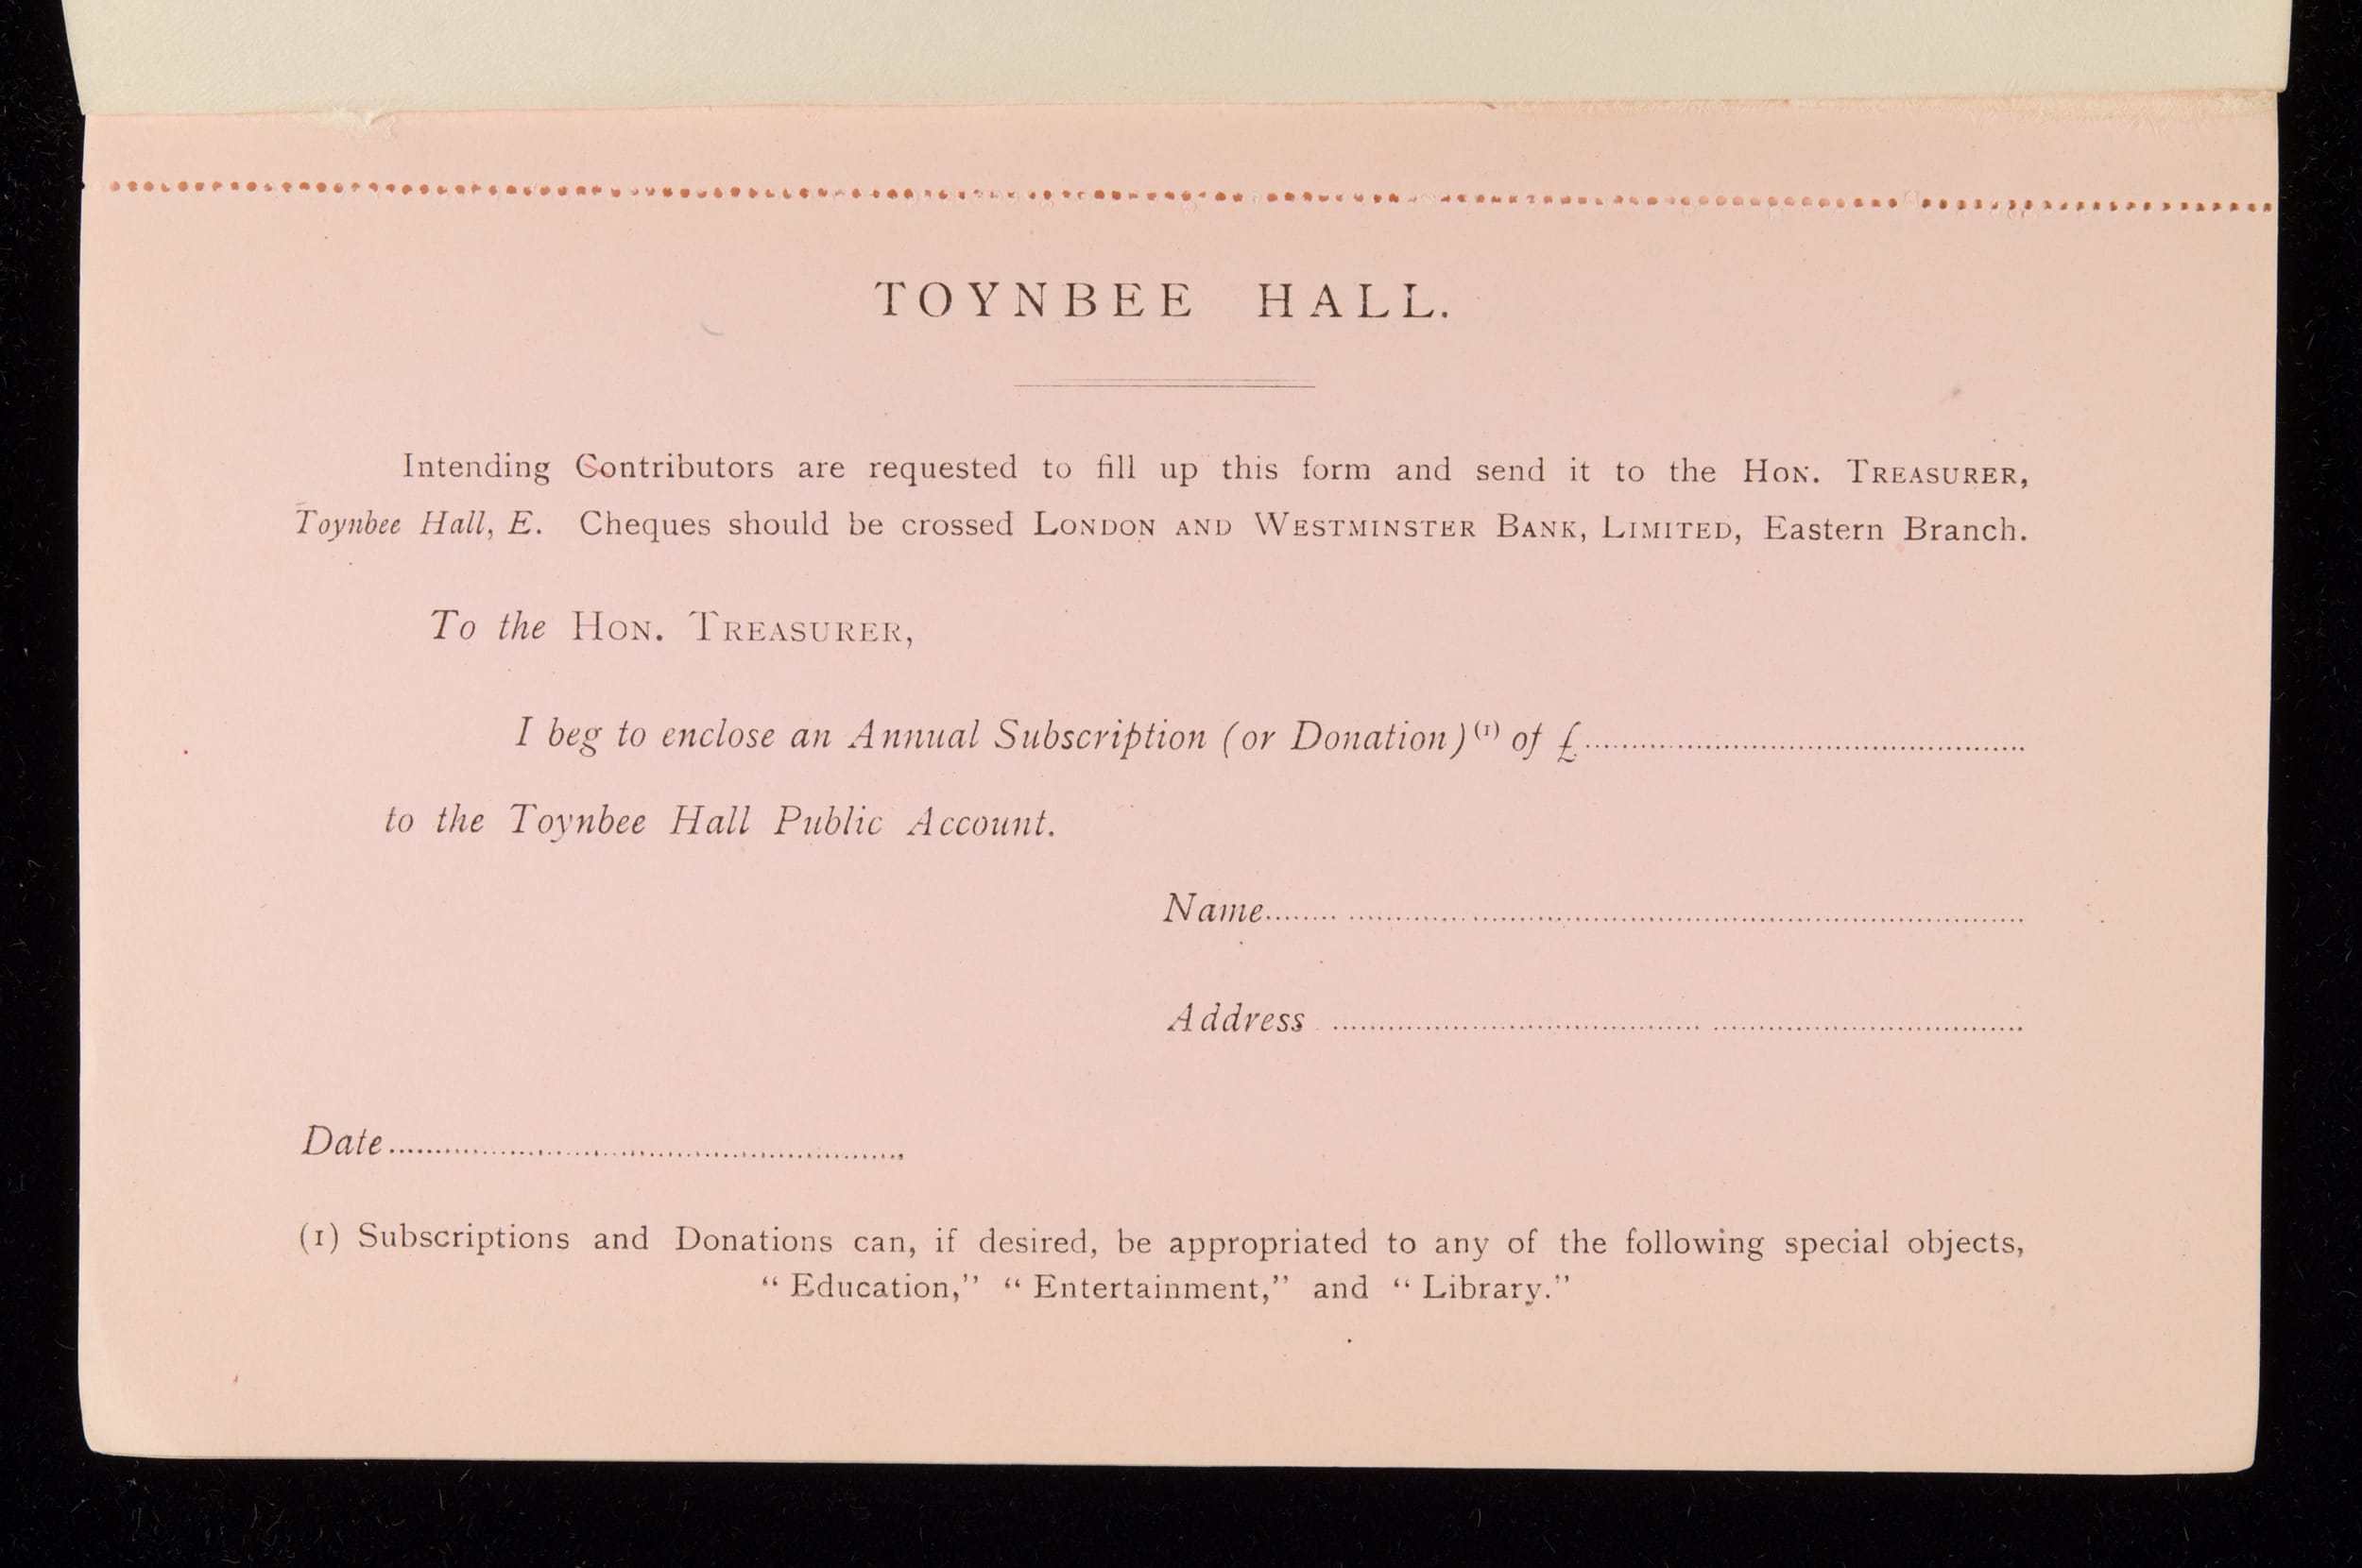 TOYNBEE HALL.
Intending Contributors are requested to fill up this form and send it to the HON. TREASURER,
Toynbee Hall, E. Cheques should be crossed LONDON AND WESTMINSTER BANK, LIMITED, Eastern Branch.
To the HON. TREASURER,
I beg to enclose an Annual Subscription (or Donation)(1) of £..............................
to the Toynbee Hall Public Account.
Name..............................
Address ..............................
Date..............................
(1) Subscriptions and Donations can, if desired, be appropriated to any of the following special objects,
“ Education,” “ Entertainment,” and “ Library.”